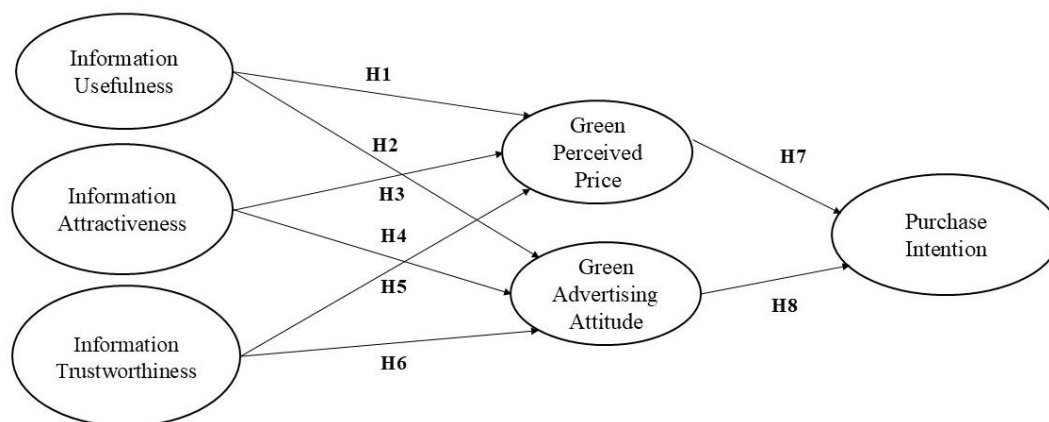 Information
Usefulness
H1
Green
Perceived
Price
H2
H7
Information
Attractiveness
H3
Purchase
Intention
H4
Green
Advertising
Attitude
H5
H8
Information
Trustworthiness
H6